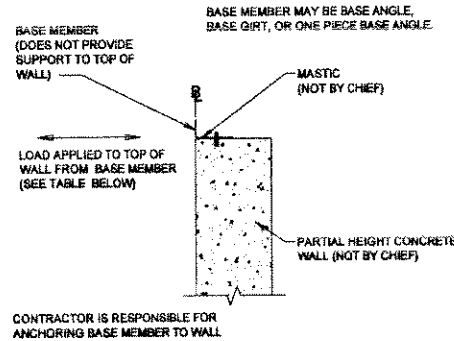 BASE MEMBER MAY BE BASE ANGLE,
BASE GIRT, OR ONE PIECE BASE ANGLE.
BASE MEMBER
(DOES NOT PROVIDE
SUPPORT TO TOP OF
WALL)
MASTIC
(NOT BY CHIEF)
LOAD APPLIED TO TOP OF
WALL FROM BASE MEMBER
(SEE TABLE BELOW)
PARTIAL HEIGHT CONCRETE
WALL (NOT BY CHIEF)
CONTRACTOR IS RESPONSIBLE FOR
ANCHORING BASE MEMBER TO WALL